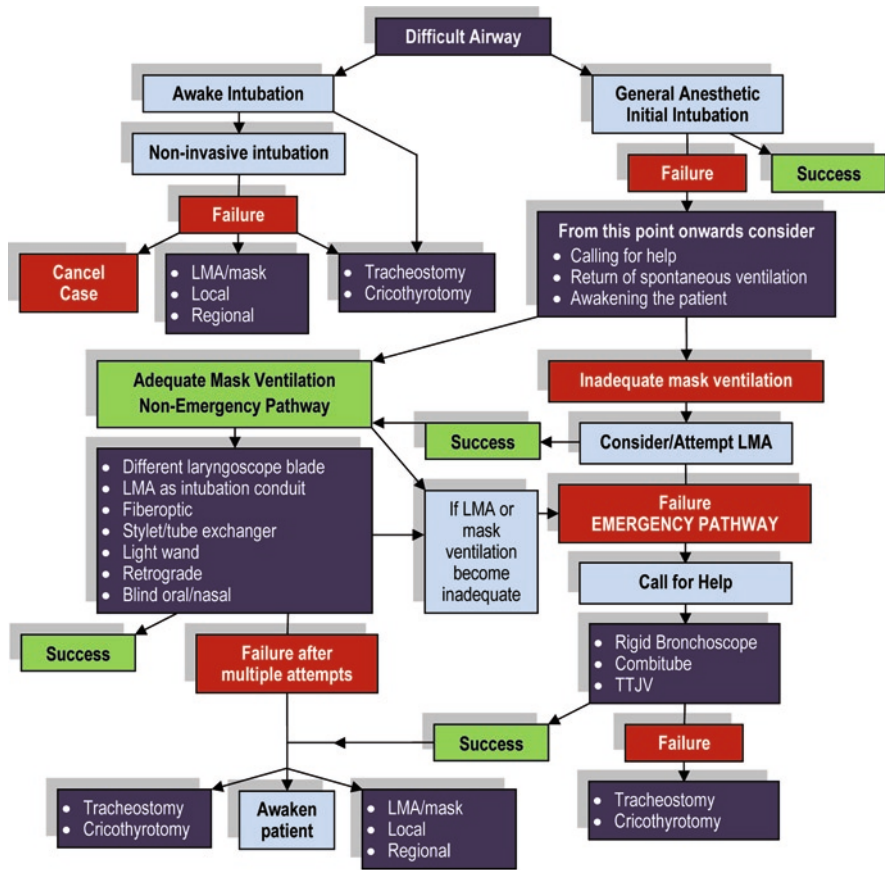 Difficult Airway
Awake Intubation
General Anesthetic
Initial Intubation
Non-invasive intubation
Failure
Success
Failure
From this point onwards consider
• Calling for help
• Return of spontaneous ventilation
• Awakening the patient
Cancel
Case
• LMA/mask
• Local
• Regional
• Tracheostomy
• Cricothyrotomy
Adequate Mask Ventilation
Non-Emergency Pathway
Inadequate mask ventilation
Success
Consider/Attempt LMA
• Different laryngoscope blade
• LMA as intubation conduit
• Fiberoptic
• Stylet/tube exchanger
• Light wand
• Retrograde
• Blind oral/nasal
If LMA or
mask
ventilation
become
inadequate
Failure
EMERGENCY PATHWAY
Call for Help
Success
Failure after
multiple attempts
• Rigid Bronchoscope
• Combitube
• TTJV
Success
Failure
• Tracheostomy
• Cricothyrotomy
Awaken
patient
• LMA/mask
• Local
• Regional
• Tracheostomy
• Cricothyrotomy